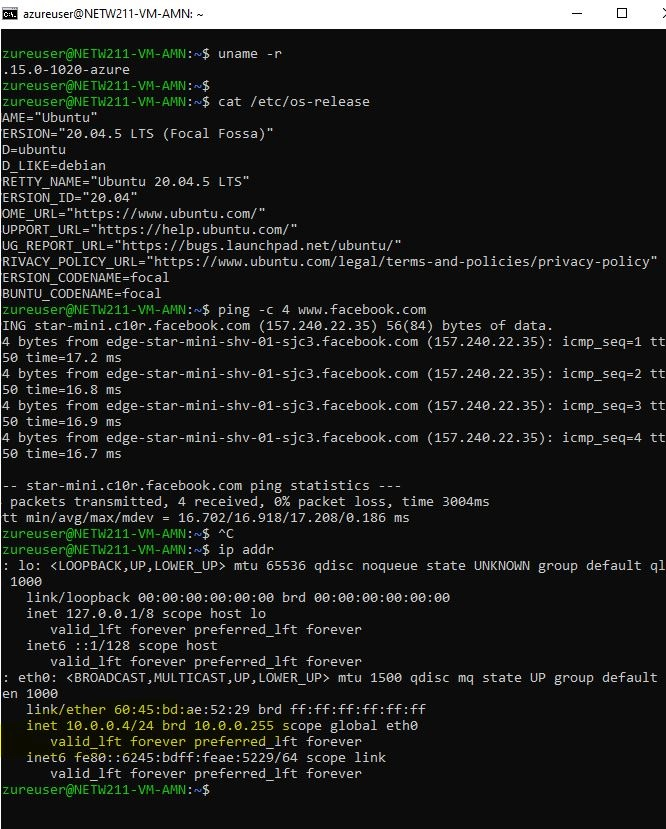 azureuser@NETW211-VM-AMN: ~
zureuser@NETW211-VM-AMN:~$ uname -r
.15.0-1020-azure
zureuser@NETW211-VM-AMN:~$
zureuser@NETW211-VM-AMN:~$ cat /etc/os-release
AME="Ubuntu"
ERSION="20.04.5 LTS (Focal Fossa)"
D=ubuntu
D_LIKE=debian
RETTY_NAME="Ubuntu 20.04.5 LTS"
ERSION_ID="20.04"
OME_URL="https://www.ubuntu.com/"
UPPORT_URL="https://help.ubuntu.com/"
UG_REPORT_URL="https://bugs.launchpad.net/ubuntu/"
RIVACY_POLICY_URL="https://www.ubuntu.com/legal/terms-and-policies/privacy-policy"
ERSION_CODENAME=focal
BUNTU_CODENAME=focal
zureuser@NETW211-VM-AMN:~$ ping -c 4 www.facebook.com
ING star-mini.c10r.facebook.com (157.240.22.35) 56(84) bytes of data.
4 bytes from edge-star-mini-shv-01-sjc3.facebook.com (157.240.22.35): icmp_seq=1 tt
50 time=17.2 ms
4 bytes from edge-star-mini-shv-01-sjc3.facebook.com (157.240.22.35): icmp_seq=2 tt
50 time=16.8 ms
4 bytes from edge-star-mini-shv-01-sjc3.facebook.com (157.240.22.35): icmp_seq=3 tt
50 time=16.9 ms
4 bytes from edge-star-mini-shv-01-sjc3.facebook.com (157.240.22.35): icmp_seq=4 tt
50 time=16.7 ms
-- star-mini.c10r.facebook.com ping statistics ---
packets transmitted, 4 received, 0% packet loss, time 3004ms
tt min/avg/max/mdev = 16.702/16.918/17.208/0.186 ms
zureuser@NETW211-VM-AMN:~$ ^C
zureuser@NETW211-VM-AMN:~$ ip addr
: lo: <LOOPBACK,UP,LOWER_UP> mtu 65536 qdisc noqueue state UNKNOWN group default ql
1000
link/loopback 00:00:00:00:00:00 brd 00:00:00:00:00:00
inet 127.0.0.1/8 scope host lo
valid_lft forever preferred_lft forever
inet6 ::1/128 scope host
valid_lft forever preferred_lft forever
: eth0: <BROADCAST,MULTICAST,UP,LOWER_UP> mtu 1500 qdisc mq state UP group default
en 1000
link/ether 60:45:bd:ae:52:29 brd ff:ff:ff:ff:ff:ff
inet 10.0.0.4/24 brd 10.0.0.255 scope global eth0
valid_lft forever preferred_lft forever
inet6 fe80::6245:bdff:feae:5229/64 scope link
valid_lft forever preferred_lft forever
zureuser@NETW211-VM-AMN:~$